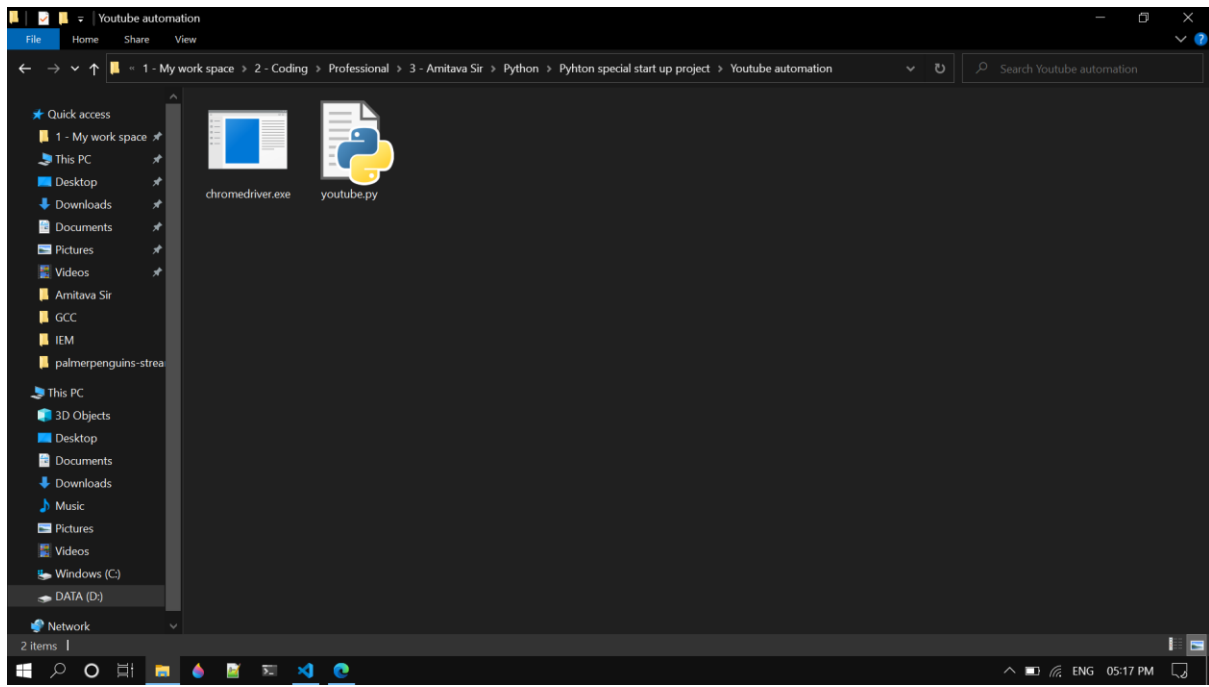 Youtube automation
File Home Share View
« 1 - My work space > 2 - Coding > Professional > 3 - Amitava Sir > Python > Pyhton special start up project > Youtube automation
Search Youtube automation
Quick access
1 - My work space
This PC
Desktop
Downloads
Documents
Pictures
Videos
Amitava Sir
GCC
IEM
palmerpenguins-strea
This PC
3D Objects
Desktop
Documents
Downloads
Music
Pictures
Videos
Windows (C:)
DATA (D:)
Network
chromedriver.exe youtube.py
2 items
ENG 05:17 PM